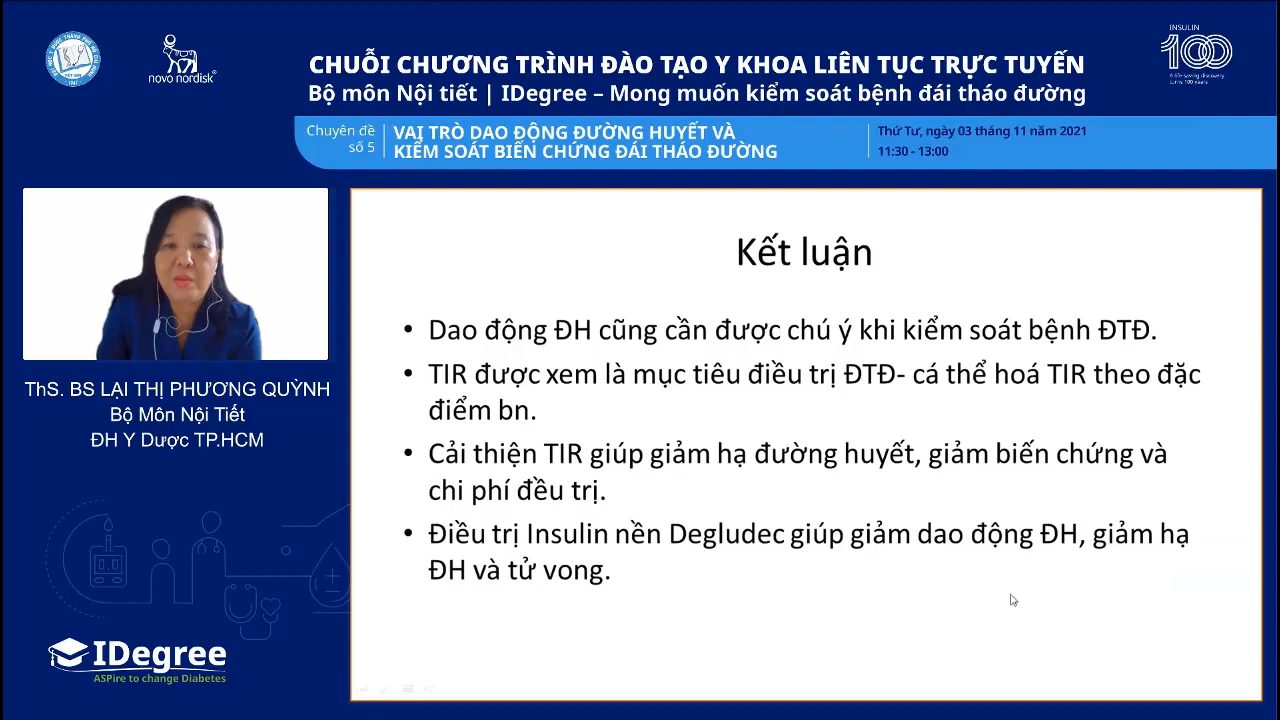 novo nordisk
CHUỖI CHƯƠNG TRÌNH ĐÀO TẠO Y KHOA LIÊN TỤC TRỰC TUYẾN
Bộ môn Nội tiết | IDegree – Mong muốn kiểm soát bệnh đái tháo đường
INSULIN
100
A life-saving discovery
turns 100 years
Chuyên đề
số 5
VAI TRÒ DAO ĐỘNG ĐƯỜNG HUYẾT VÀ
KIỂM SOÁT BIẾN CHỨNG ĐÁI THÁO ĐƯỜNG
Thứ Tư, ngày 03 tháng 11 năm 2021
11:30 - 13:00
ThS. BS LẠI THỊ PHƯƠNG QUỲNH
Bộ Môn Nội Tiết
ĐH Y Dược TP.HCM
Kết luận
• Dao động ĐH cũng cần được chú ý khi kiểm soát bệnh ĐTĐ.
• TIR được xem là mục tiêu điều trị ĐTĐ- cá thể hoá TIR theo đặc
điểm bn.
• Cải thiện TIR giúp giảm hạ đường huyết, giảm biến chứng và
chi phí đều trị.
• Điều trị Insulin nền Degludec giúp giảm dao động ĐH, giảm hạ
ĐH và tử vong.
IDegree
ASPire to change Diabetes